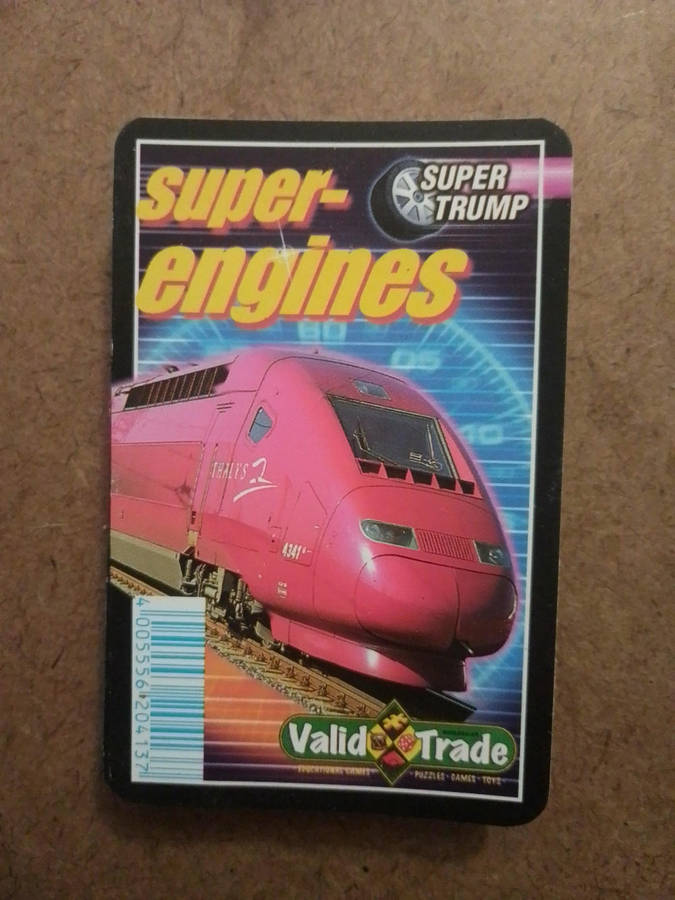 super-
engines
SUPER
TRUMP
THALYS
4341
4 005556 204137
Valid Trade
EDUCATIONAL GAMES
PUZZLES · GAMES · TOYS